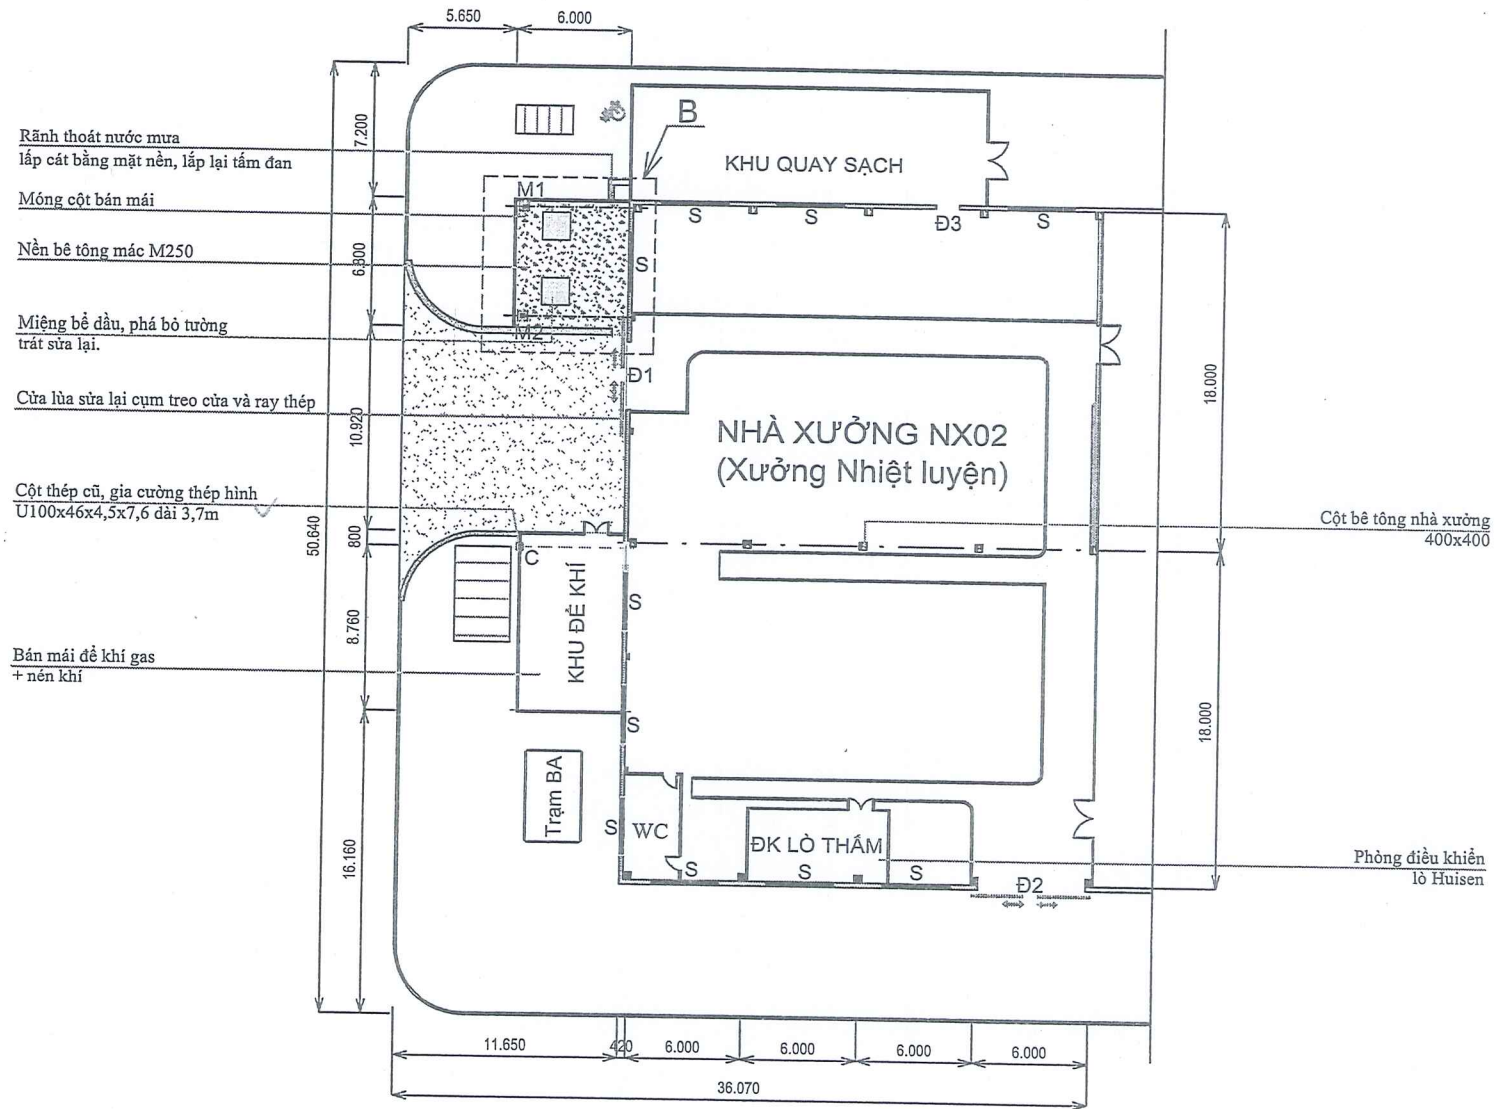 5.650
6.000
7.200
6.800
10.920
800
8.760
16.160
50.640
Rãnh thoát nước mưa
lấp cát bằng mặt nền, lắp lại tấm đan
Móng cột bán mái
Nền bê tông mác M250
Miệng bể dầu, phá bỏ tường
trát sửa lại.
Cửa lùa sửa lại cụm treo cửa và ray thép
Cột thép cũ, gia cường thép hình
U100x46x4,5x7,6 dài 3,7m
Bán mái để khí gas
+ nén khí
B
KHU QUAY SẠCH
M1
S
S
Đ3
S
S
M2
Đ1
NHÀ XƯỞNG NX02
(Xưởng Nhiệt luyện)
18.000
Cột bê tông nhà xưởng
400x400
C
KHU ĐỂ KHÍ
S
S
18.000
Trạm BA
S
WC
ĐK LÒ THẤM
S
S
S
Đ2
Phòng điều khiển
lò Huisen
11.650
420
6.000
6.000
6.000
6.000
36.070